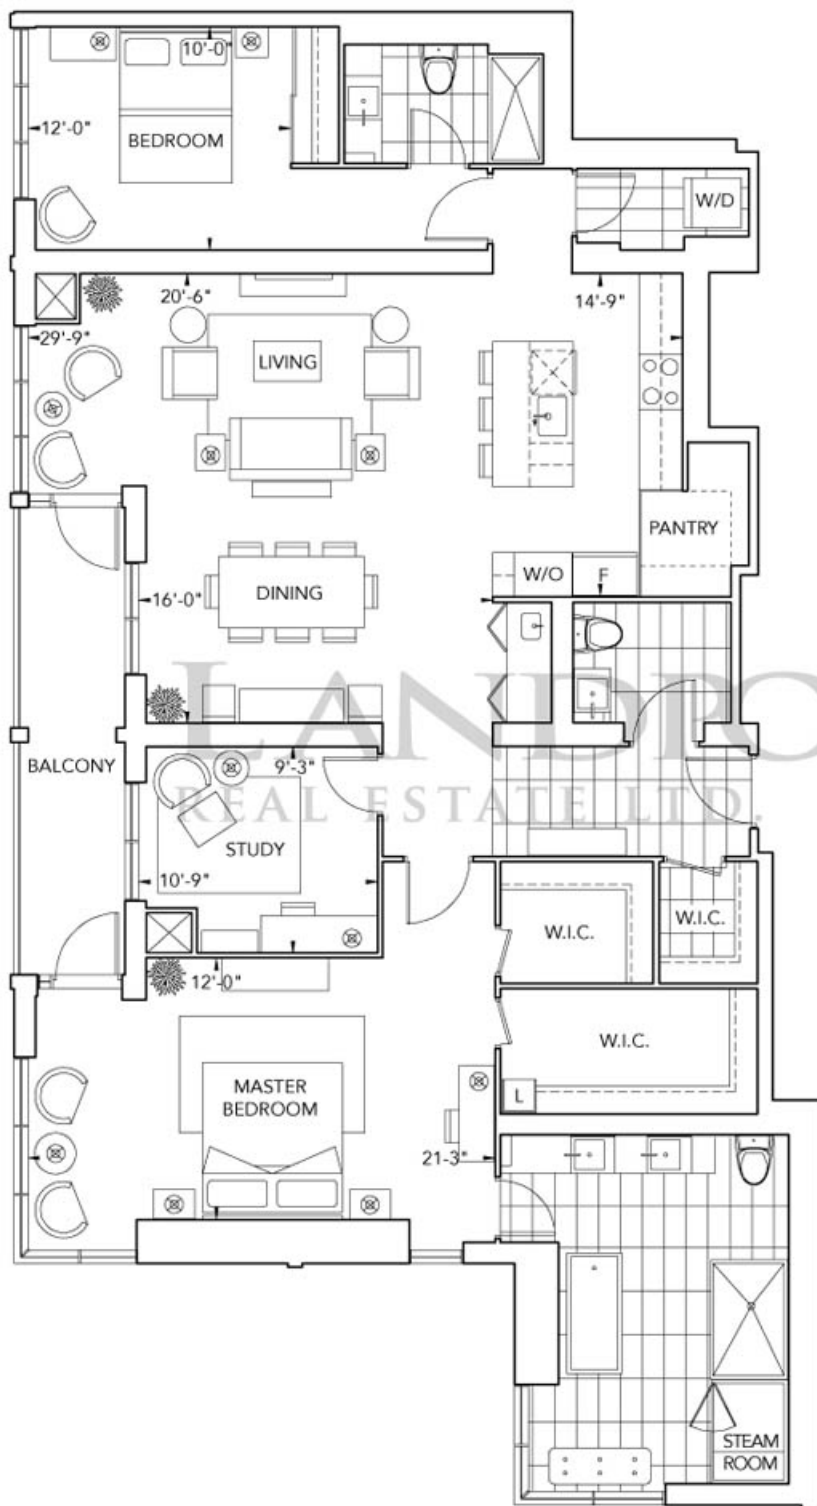 10'-0"
12'-0"
BEDROOM
W/D
20'-6"
14'-9"
29'-9"
LIVING
PANTRY
W/O
F
DINING
16'-0"
LANDPO
BALCONY
9'-3"
REAL ESTATE LTD.
STUDY
10'-9"
W.I.C.
W.I.C.
12'-0"
W.I.C.
MASTER
BEDROOM
L
21'-3"
STEAM
ROOM